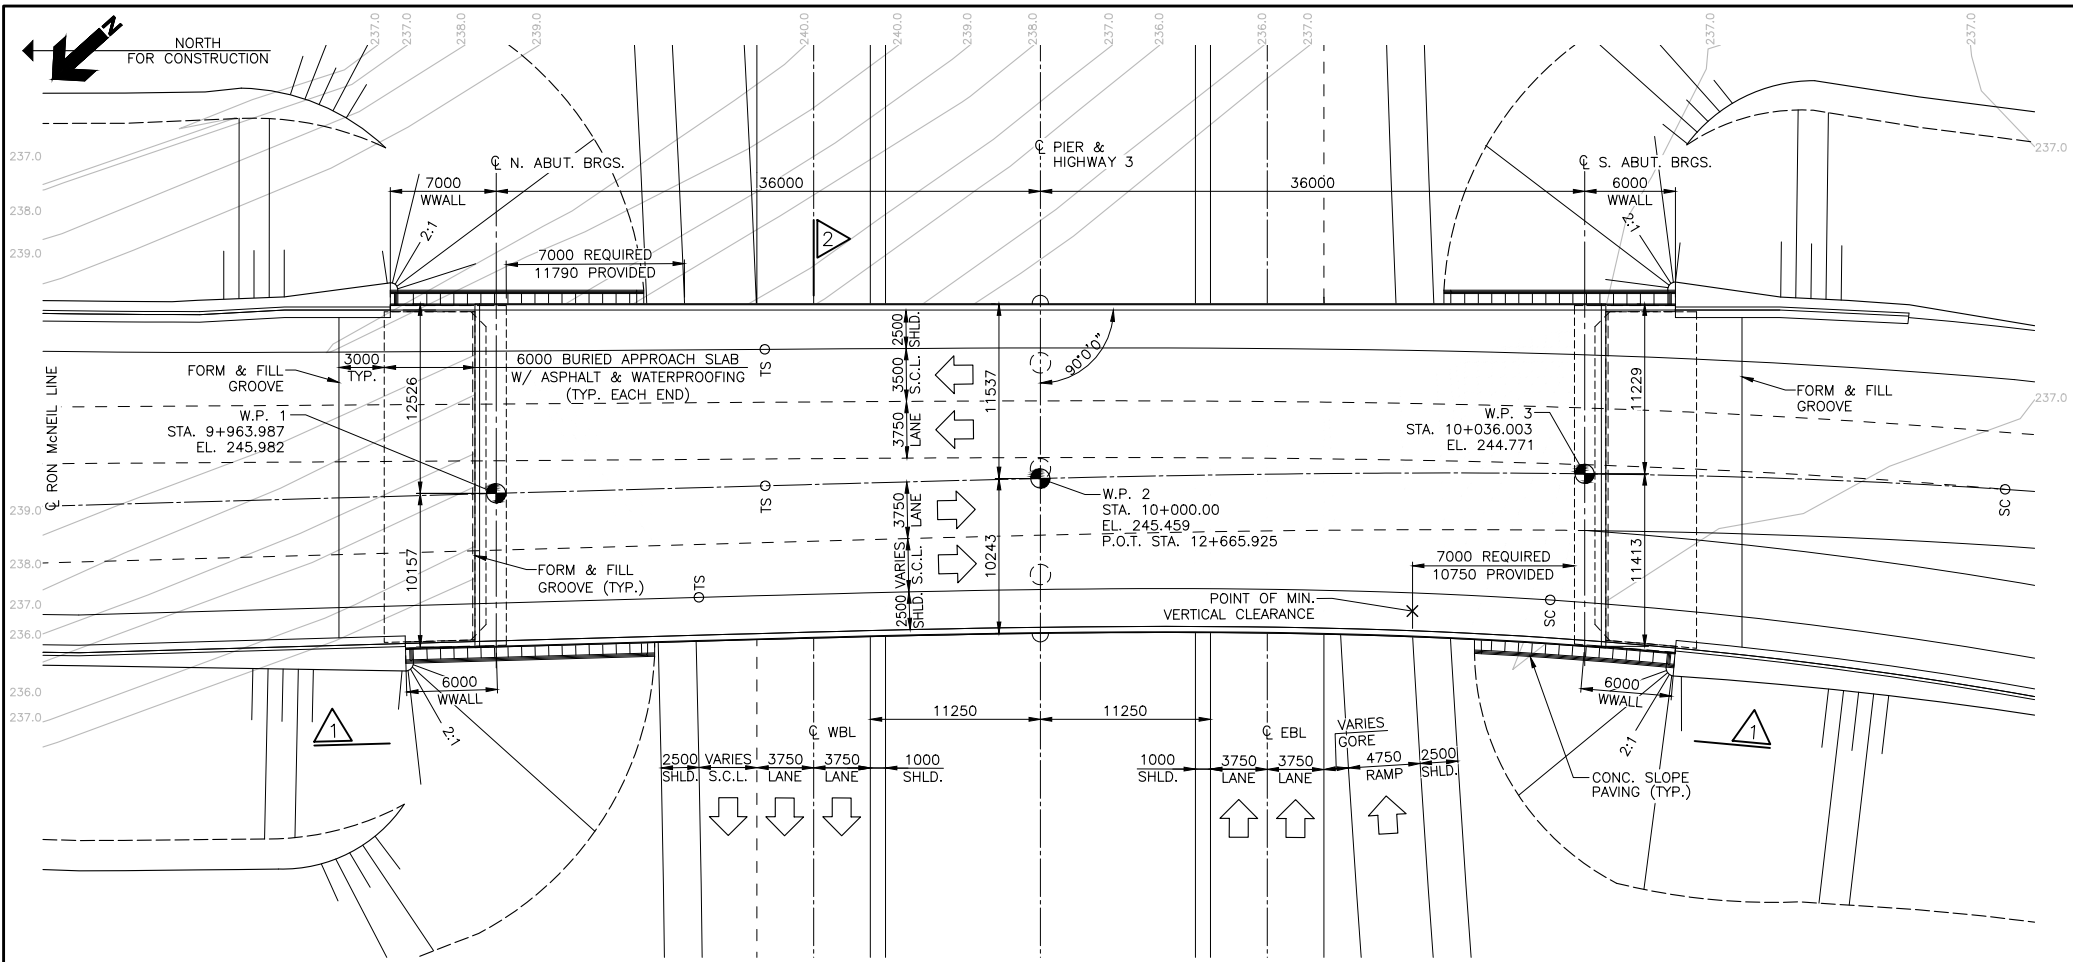 N
NORTH
FOR CONSTRUCTION
237.0
237.0
238.0
239.0
240.0
240.0
239.0
238.0
237.0
236.0
236.0
237.0
237.0
237.0
237.0
238.0
239.0
237.0
237.0
℄ N. ABUT. BRGS.
℄ PIER &
HIGHWAY 3
℄ S. ABUT. BRGS.
7000
WWALL
36000
36000
6000
WWALL
2:1
2:1
2
7000 REQUIRED
11790 PROVIDED
3000
TYP.
6000 BURIED APPROACH SLAB
W/ ASPHALT & WATERPROOFING
(TYP. EACH END)
FORM & FILL
GROOVE
℄ RON McNEIL LINE
12526
TS
2500
SHLD.
3500
S.C.L.
3750
LANE
11537
90°0'0"
11229
FORM & FILL
GROOVE
W.P. 1
STA. 9+963.987
EL. 245.982
W.P. 3
STA. 10+036.003
EL. 244.771
TS
3750
LANE
VARIES
S.C.L.
2500
SHLD.
10243
W.P. 2
STA. 10+000.00
EL. 245.459
P.O.T. STA. 12+665.925
SC
239.0
238.0
237.0
236.0
10157
FORM & FILL
GROOVE (TYP.)
TS
7000 REQUIRED
10750 PROVIDED
POINT OF MIN.
VERTICAL CLEARANCE
SC
11413
236.0
237.0
6000
WWALL
2:1
1
6000
WWALL
2:1
1
11250
11250
℄ WBL
℄ EBL
VARIES
GORE
2500
SHLD.
VARIES
S.C.L.
3750
LANE
3750
LANE
1000
SHLD.
1000
SHLD.
3750
LANE
3750
LANE
4750
RAMP
2500
SHLD.
CONC. SLOPE
PAVING (TYP.)